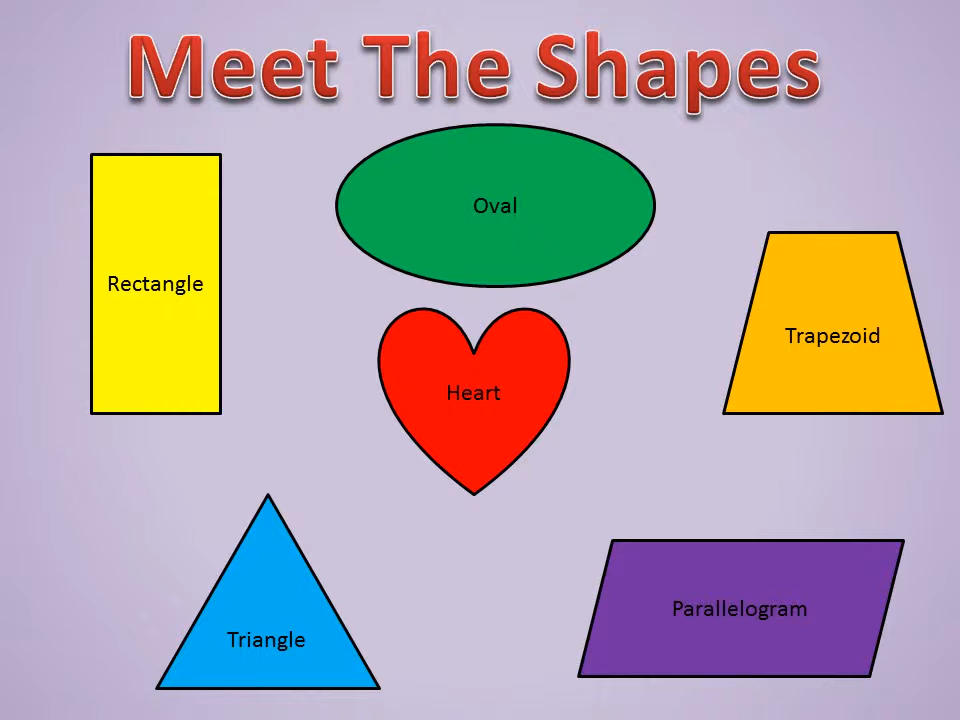 Meet The Shapes
Oval
Rectangle
Trapezoid
Heart
Triangle
Parallelogram